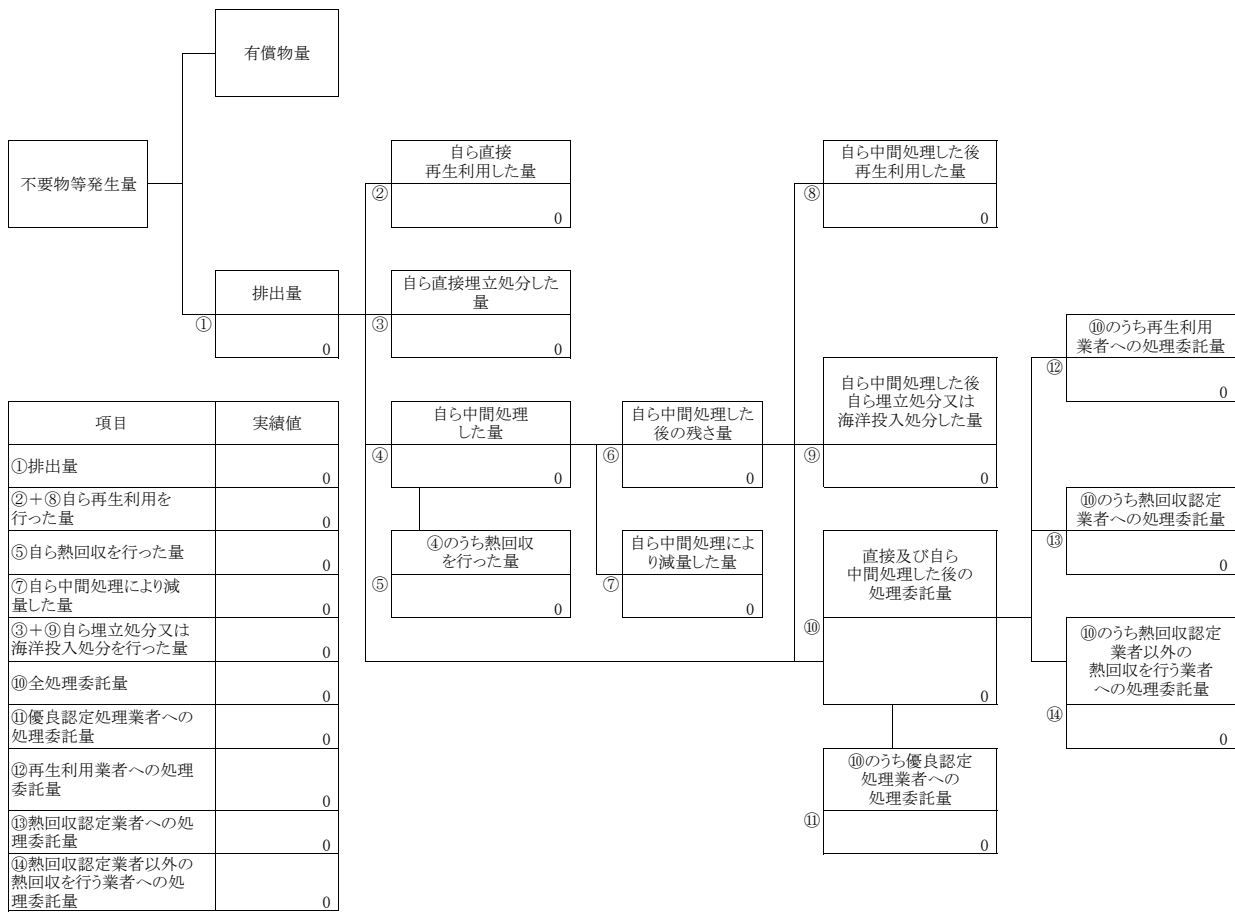 有償物量
不要物等発生量
排出量
①
0
自ら直接
再生利用した量
②
0
自ら直接埋立処分した
量
③
0
自ら中間処理
した量
④
0
④のうち熱回収
を行った量
⑤
0
自ら中間処理した
後の残さ量
⑥
0
自ら中間処理によ
り減量した量
⑦
0
自ら中間処理した後
再生利用した量
⑧
0
自ら中間処理した後
自ら埋立処分又は
海洋投入処分した量
⑨
0
直接及び自ら
中間処理した後の
処理委託量
⑩
0
⑩のうち優良認定
処理業者への
処理委託量
⑪
0
⑩のうち再生利用
業者への処理委託量
⑫
0
⑩のうち熱回収認定
業者への処理委託量
⑬
0
⑩のうち熱回収認定
業者以外の
熱回収を行う業者
への処理委託量
⑭
0
項目 実績値
①排出量
0
②＋⑧自ら再生利用を
行った量 0
⑤自ら熱回収を行った量
0
⑦自ら中間処理により減
量した量 0
③＋⑨自ら埋立処分又は
海洋投入処分を行った量 0
⑩全処理委託量
0
⑪優良認定処理業者への
処理委託量 0
⑫再生利用業者への処理
委託量
0
⑬熱回収認定業者への処
理委託量 0
⑭熱回収認定業者以外の
熱回収を行う業者への処
理委託量 0